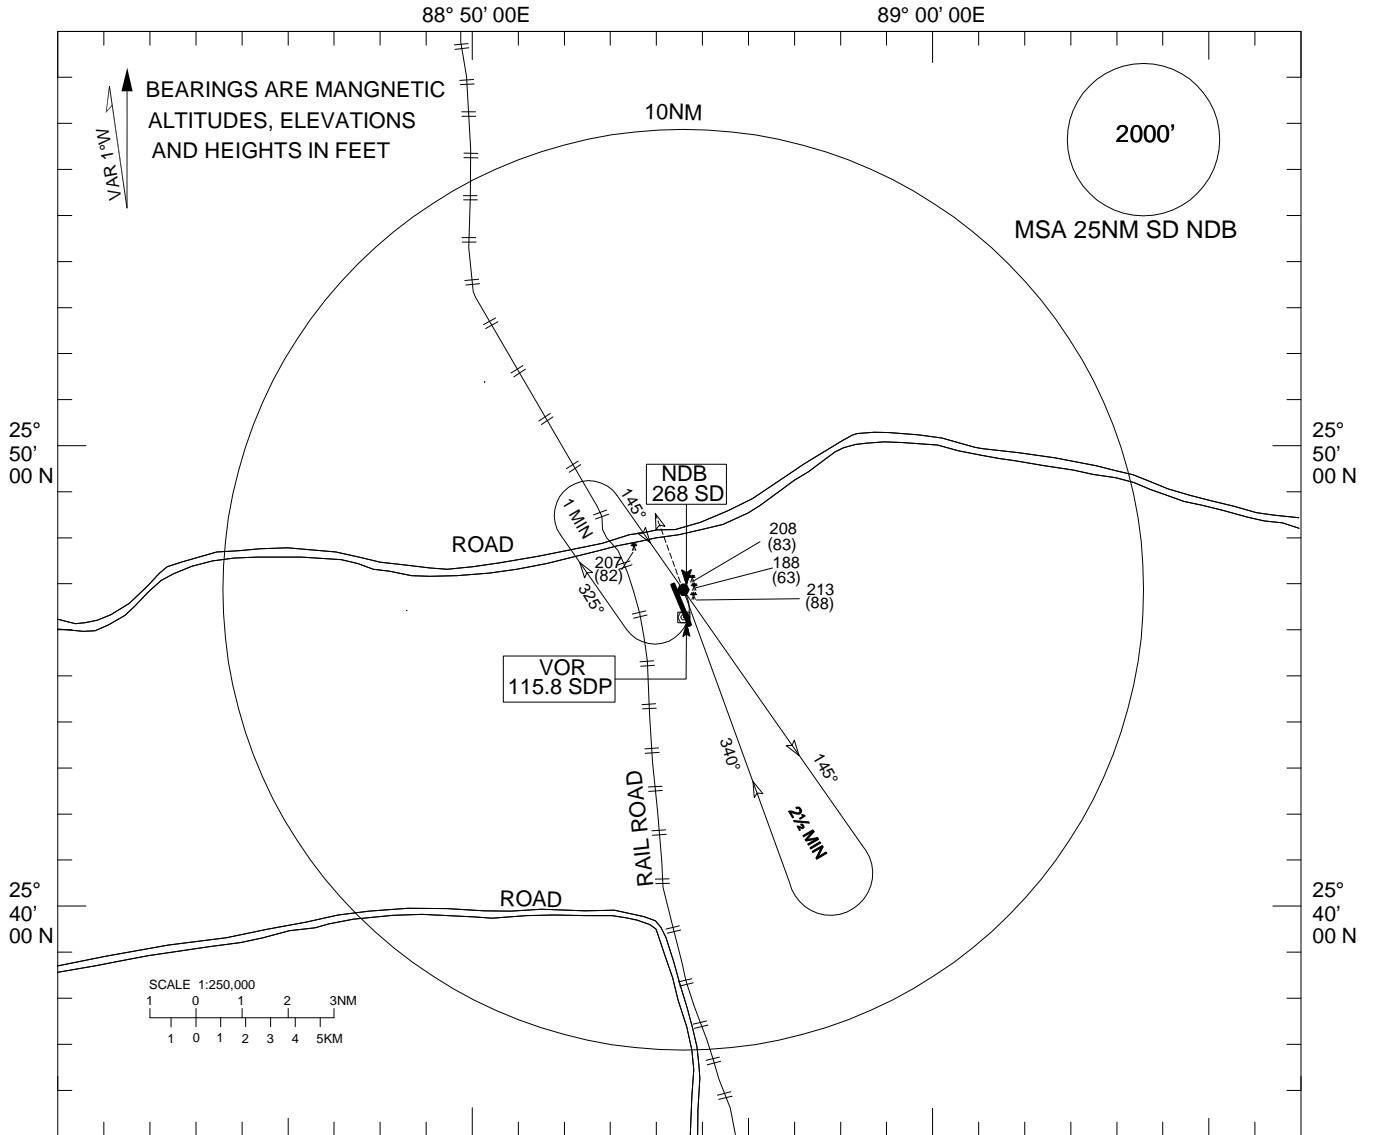 88° 50' 00E
89° 00' 00E
BEARINGS ARE MANGNETIC
ALTITUDES, ELEVATIONS
AND HEIGHTS IN FEET
VAR 1°W
10NM
2000'
MSA 25NM SD NDB
25°
50'
00 N
25°
50'
00 N
NDB
268 SD
145°
1 MIN
ROAD
207
(82)
325°
208
(83)
188
(63)
213
(88)
VOR
115.8 SDP
340°
145°
2½ MIN
RAIL ROAD
ROAD
25°
40'
00 N
25°
40'
00 N
SCALE 1:250,000
1 0 1 2 3NM
1 0 1 2 3 4 5KM